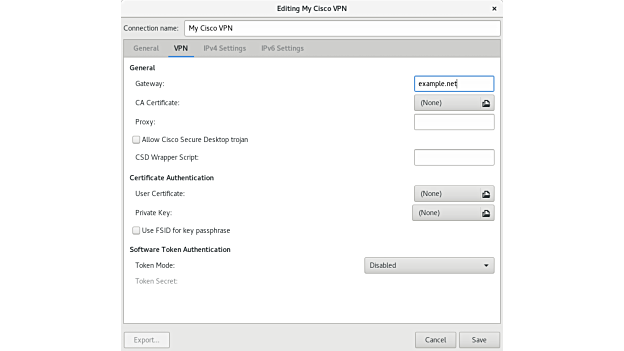 Editing My Cisco VPN ×
Connection name: My Cisco VPN
General VPN IPv4 Settings IPv6 Settings
General
Gateway: example.net
CA Certificate: (None)
Proxy:
Allow Cisco Secure Desktop trojan
CSD Wrapper Script:
Certificate Authentication
User Certificate: (None)
Private Key: (None)
Use FSID for key passphrase
Software Token Authentication
Token Mode: Disabled
Token Secret:
Export... Cancel Save